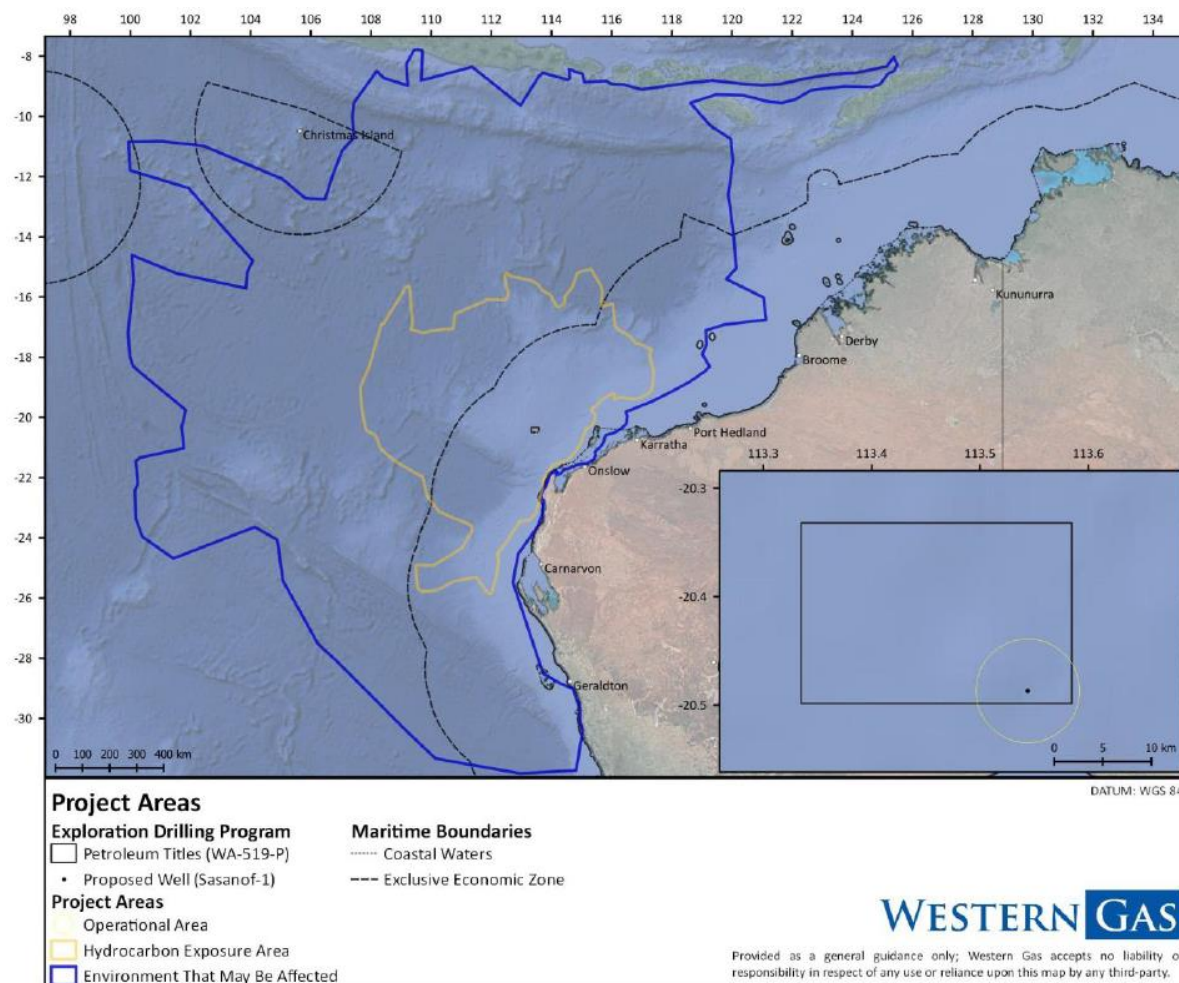 98 100 102 104 106 108 110 112 114 116 118 120 122 124 126 128 130 132 134
-8
-10
Christmas Island
-12
-14
-16
Kununurra
Derby
-18
Broome
-20
Port Hedland
Karratha
113.3 113.4 113.5 113.6
Onslow
-22
-20.3
-24
Carnarvon
-20.4
-26
-28
Geraldton
-20.5
-30
0 100 200 300 400 km
0 5 10 km
DATUM: WGS 84
Project Areas
Exploration Drilling Program
Petroleum Titles (WA-519-P)
Proposed Well (Sasanof-1)
Project Areas
Operational Area
Hydrocarbon Exposure Area
Environment That May Be Affected
Maritime Boundaries
Coastal Waters
Exclusive Economic Zone
WESTERN GAS
Provided as a general guidance only; Western Gas accepts no liability o
responsibility in respect of any use or reliance upon this map by any third-party.